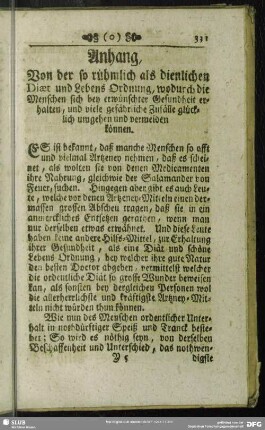 (0) 331
Anhang,
Von der so rühmlich als dienlichen
Diæt und Lebens Ordnung, wodurch die
Menschen sich bey erwünschter Gesundheit er-
halten, und viele gefährliche Zufälle glück-
lich umgehen und vermeiden
können.
ES ist bekannt, daß manche Menschen so offt
und vielmal Artzeney nehmen, daß es schei-
net, als wolten sie von denen Medicamenten
ihre Nahrung, gleichwie der Salamander von
Feuer, suchen. Hingegen aber gibt es auch Leu-
te, welche vor denen Artzeney-Mitteln einen der-
massen grossen Abscheu tragen, daß sie in ein
Entsetzen gerathen, wenn man
nur derselben etwas erwähnet. Und diese Leute
haben keine andere Hilfs-Mittel, zur Erhaltung
ihrer Gesundheit, als eine Diät und schöne
Lebens Ordnung, bey welcher ihre gute Natur
den besten Doctor abgeben, vermittelst welcher
die ordentliche Diät so grosse Wunder beweisen
kan, als sonsten bey dergleichen Personen wol
die allerherrlichste und kräfftigste Artzney-Mit-
teln nicht würden thun können.
Wie nun des Menschen ordentlicher Unter-
halt in nothdürfftiger Speiß und Tranck beste-
het; So wird es nöthig seyn, von derselben
Beschaffenheit und Unterschied, das nothwen-
Y 5 digste
SLUB
DFG